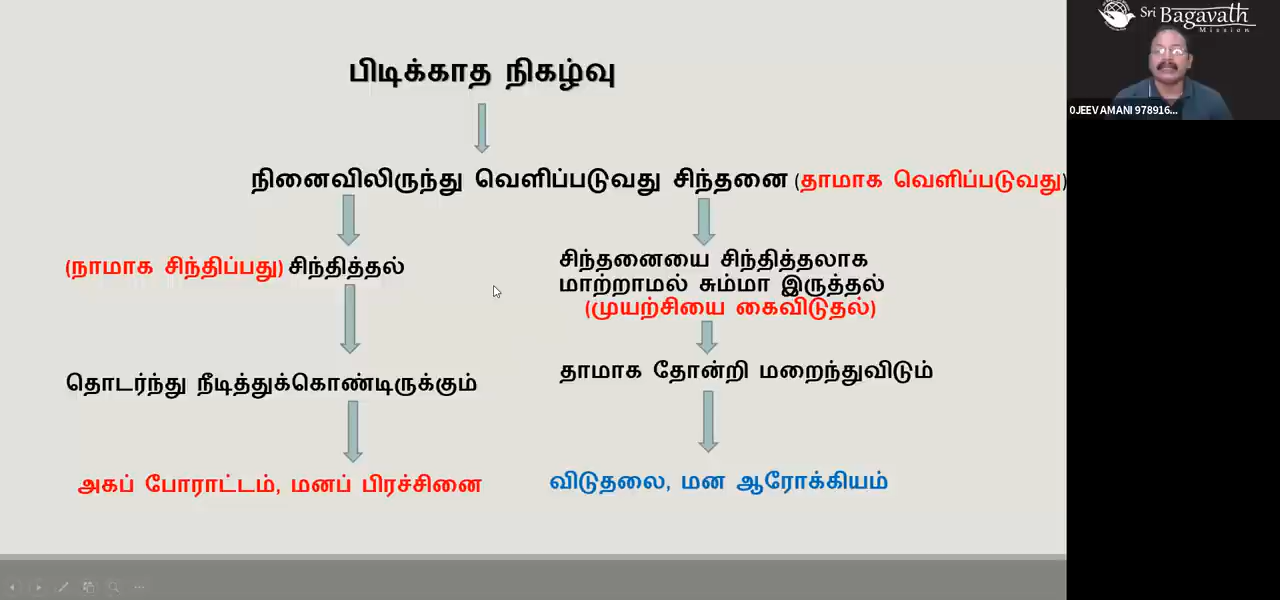 Sri Bagavath
Mission
0JEEVAMANI 978916...
பிடிக்காத நிகழ்வு
நினைவிலிருந்து வெளிப்படுவது சிந்தனை (தாமாக வெளிப்படுவது)
(நாமாக சிந்திப்பது) சிந்தித்தல்
சிந்தனையை சிந்தித்தலாக
மாற்றாமல் சும்மா இருத்தல்
(முயற்சியை கைவிடுதல்)
தொடர்ந்து நீடித்துக்கொண்டிருக்கும்
தாமாக தோன்றி மறைந்துவிடும்
அகப் போராட்டம், மனப் பிரச்சினை
விடுதலை, மன ஆரோக்கியம்